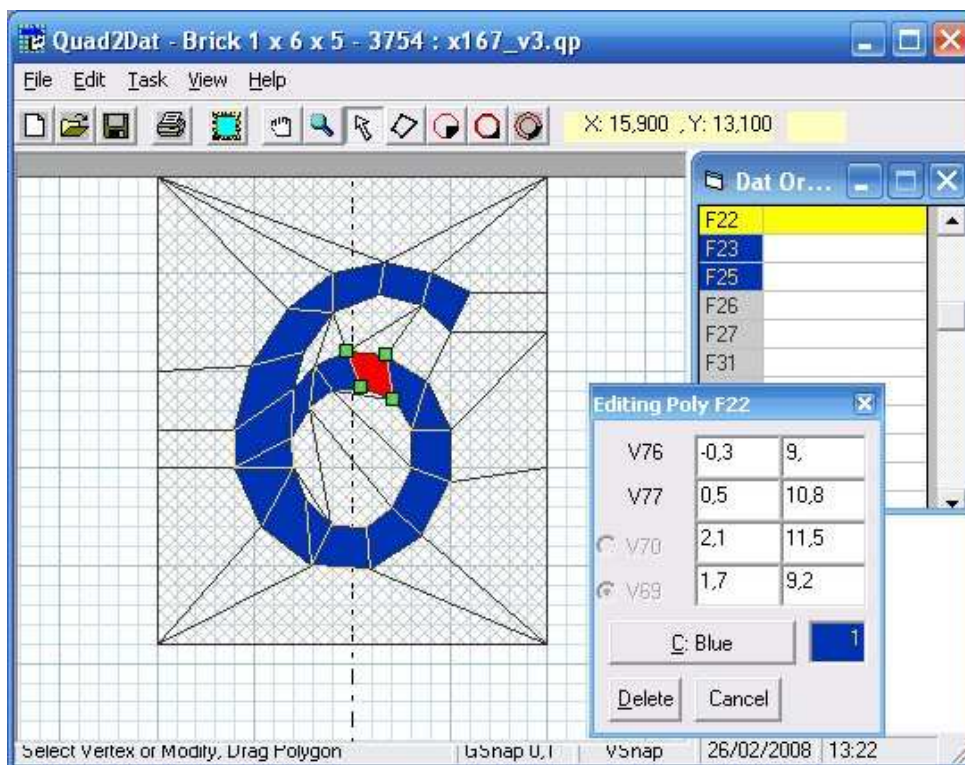 Quad2Dat - Brick 1 x 6 x 5 - 3754 : x167_v3.qp
File Edit Task View Help
X: 15,900 , Y: 13,100
Dat Or...
F22
F23
F25
F26
F27
F31
Editing Poly F22
V76 -0,3 9,
V77 0,5 10,8
V70 2,1 11,5
V69 1,7 9,2
C: Blue 1
Delete Cancel
Select Vertex or Modify, Drag Polygon GSnap 0,1 VSnap 26/02/2008 13:22